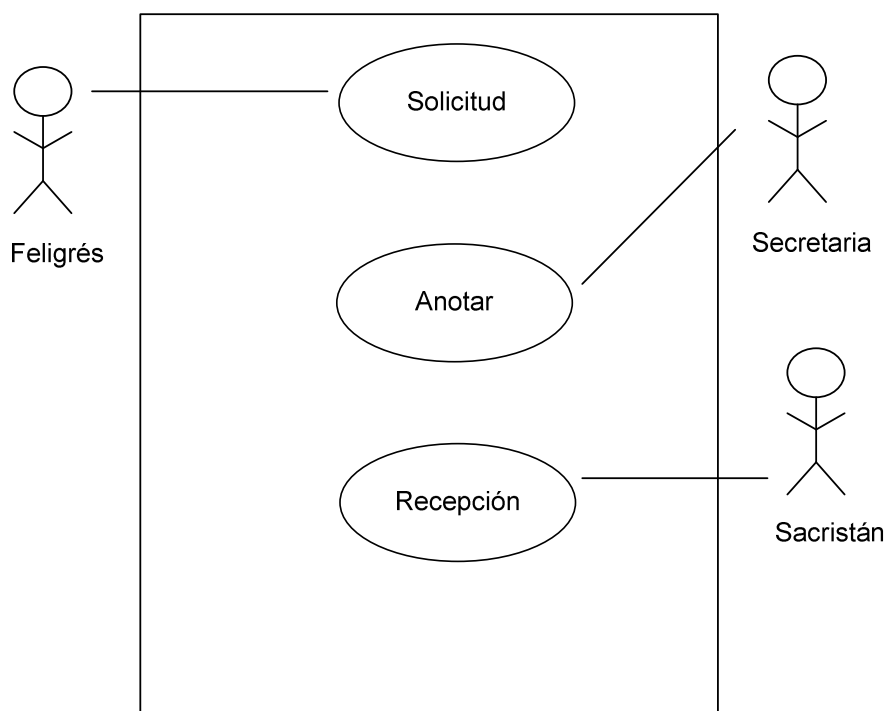 Solicitud
Feligrés
Secretaria
Anotar
Recepción
Sacristán